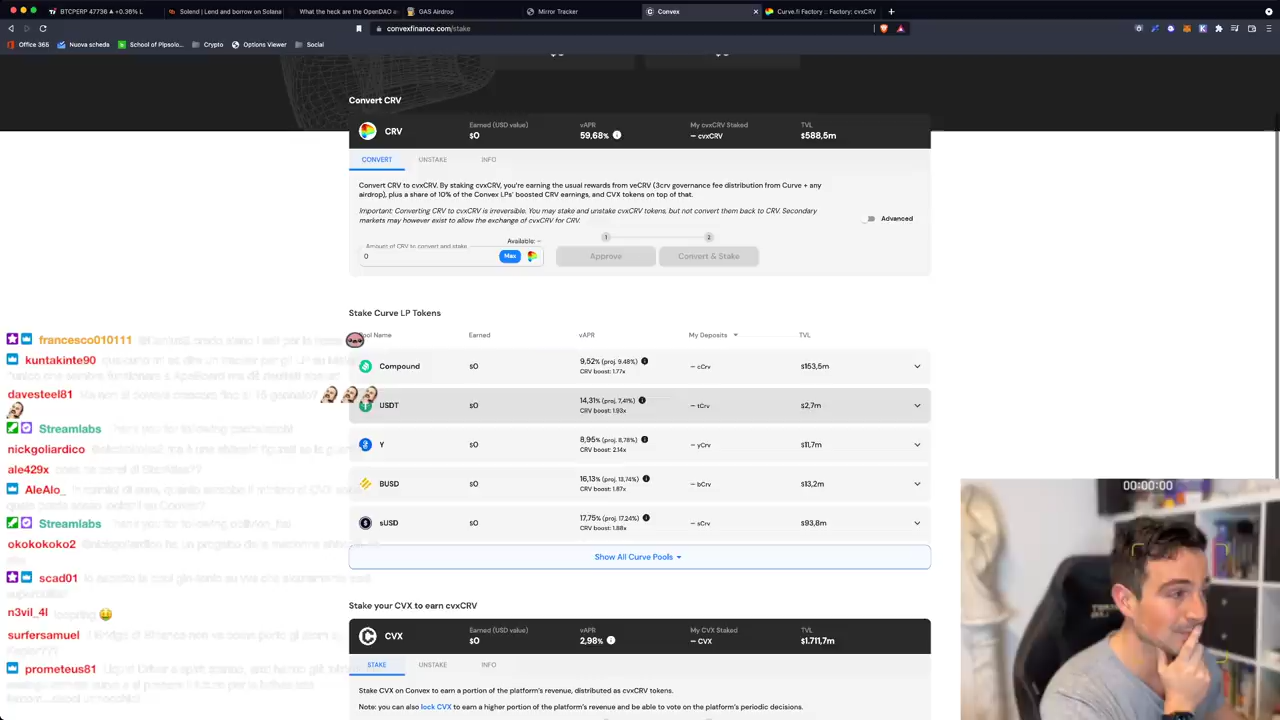 BTCPERP 47736 ▲ +0.36% L
Solend | Lend and borrow on Solana
What the heck are the OpenDAO a
GAS Airdrop
Mirror Tracker
Convex
Curve.fi Factory :: Factory: cvxCRV
convexfinance.com/stake
Office 365
Nuova scheda
School of Plpsolo...
Crypto
Options Viewer
Social
Convert CRV
CRV
Earned (USD value)
$0
vAPR
59,68%
My cvxCRV Staked
– cvxCRV
TVL
$588,5m
CONVERT
UNSTAKE
INFO
Convert CRV to cvxCRV. By staking cvxCRV, you're earning the usual rewards from veCRV (3crv governance fee distribution from Curve + any
airdrop), plus a share of 10% of the Convex LPs' boosted CRV earnings, and CVX tokens on top of that.
Important: Converting CRV to cvxCRV is irreversible. You may stake and unstake cvxCRV tokens, but not convert them back to CRV. Secondary
markets may however exist to allow the exchange of cvxCRV for CRV.
Advanced
Available: –
Amount of CRV to convert and stake
0
Max
1
2
Approve
Convert & Stake
Stake Curve LP Tokens
Pool Name
Earned
vAPR
My Deposits
TVL
Compound
$0
9,52% (proj. 9.48%)
CRV boost: 1.77x
– cCrv
$153,5m
USDT
$0
14,31% (proj. 7,41%)
CRV boost: 1.93x
– tCrv
$2,7m
Y
$0
8,95% (proj. 8,78%)
CRV boost: 2.14x
– yCrv
$11,7m
BUSD
$0
16,13% (proj. 13,74%)
CRV boost: 1.87x
– bCrv
$13,2m
sUSD
$0
17,75% (proj. 17,24%)
CRV boost: 1.88x
– sCrv
$93,8m
Show All Curve Pools
Stake your CVX to earn cvxCRV
CVX
Earned (USD value)
$0
vAPR
2,98%
My CVX Staked
– CVX
TVL
$1.711,7m
STAKE
UNSTAKE
INFO
Stake CVX on Convex to earn a portion of the platform's revenue, distributed as cvxCRV tokens.
Note: you can also lock CVX to earn a higher portion of the platform's revenue and be able to vote on the platform's periodic decisions.
francesco010111
kuntakinte90
davesteel81
Streamlabs
nickgoliardico
ale429x
AleAlo_
Streamlabs
okokokoko2
scad01
n3vil_4l
surfersamuel
prometeus81
00:00:00